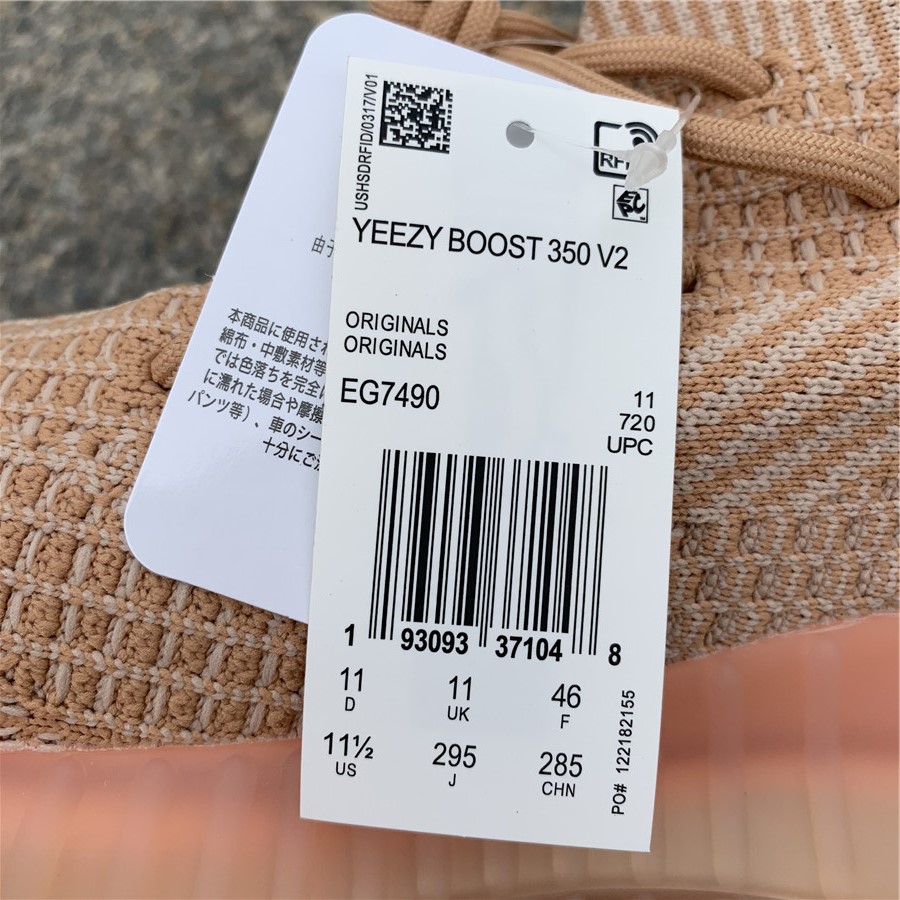 USHSDRFID/0317/V01
YEEZY BOOST 350 V2
ORIGINALS
ORIGINALS
EG7490
11
720
UPC
1 93093 37104 8
11
D
11
UK
46
F
11½
US
295
J
285
CHN
PO# 122182155
本商品に使用され
綿布・中敷素材等
では色落ちを完全に
に濡れた場合や摩擦
パンツ等)、車のシー
十分にご